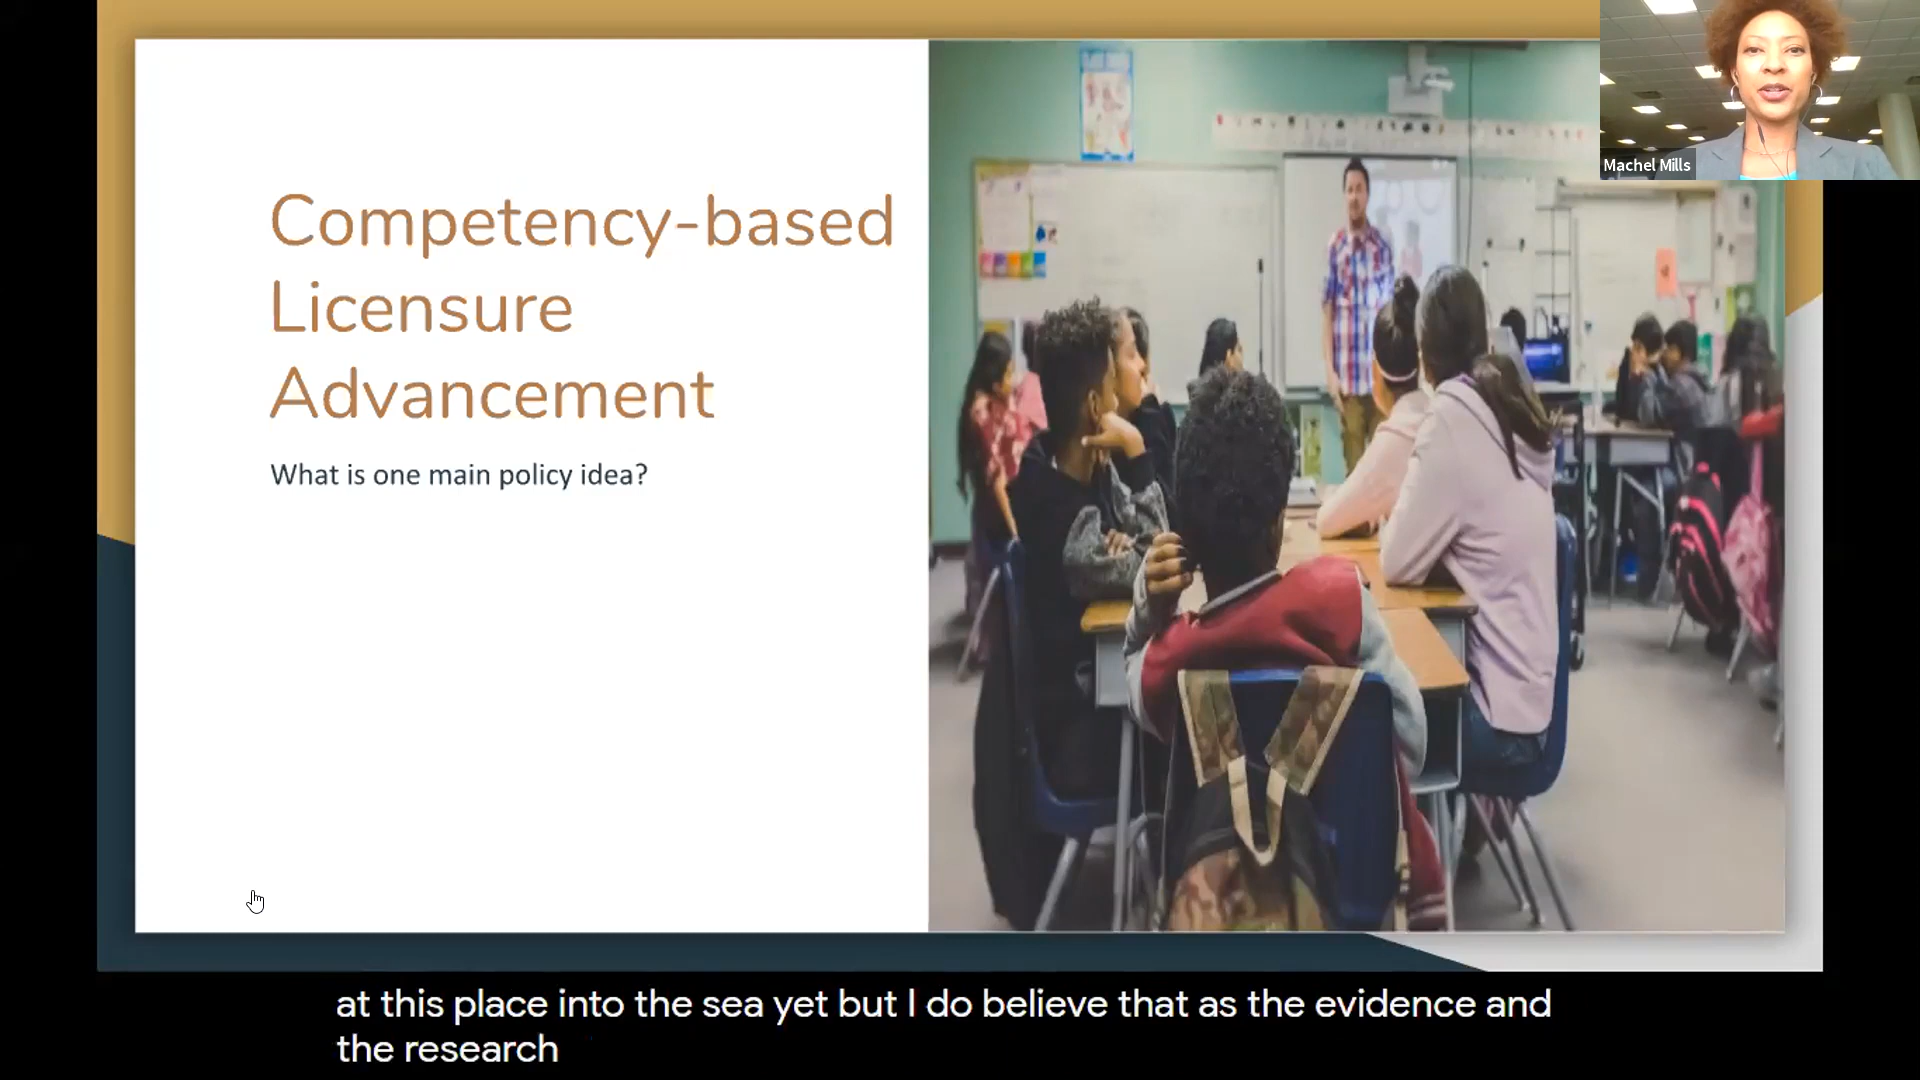 Competency-based
Licensure
Advancement
What is one main policy idea?
Machel Mills
at this place into the sea yet but I do believe that as the evidence and
the research